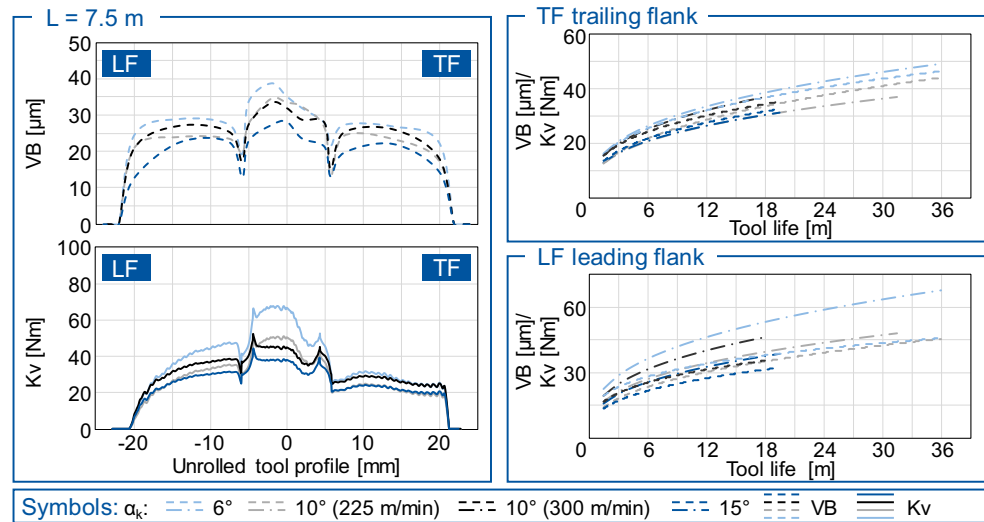 L = 7.5 m
50
40
30
20
10
0
VB [µm]
LF
TF
100
80
60
40
20
0
Kv [Nm]
LF
TF
-20 -10 0 10 20
Unrolled tool profile [mm]
TF trailing flank
60
40
20
VB [µm]/
Kv [Nm]
0 6 12 18 24 30 36
Tool life [m]
LF leading flank
60
30
VB [µm]/
Kv [Nm]
0 6 12 18 24 30 36
Tool life [m]
Symbols: αk: 6° 10° (225 m/min) 10° (300 m/min) 15° VB Kv